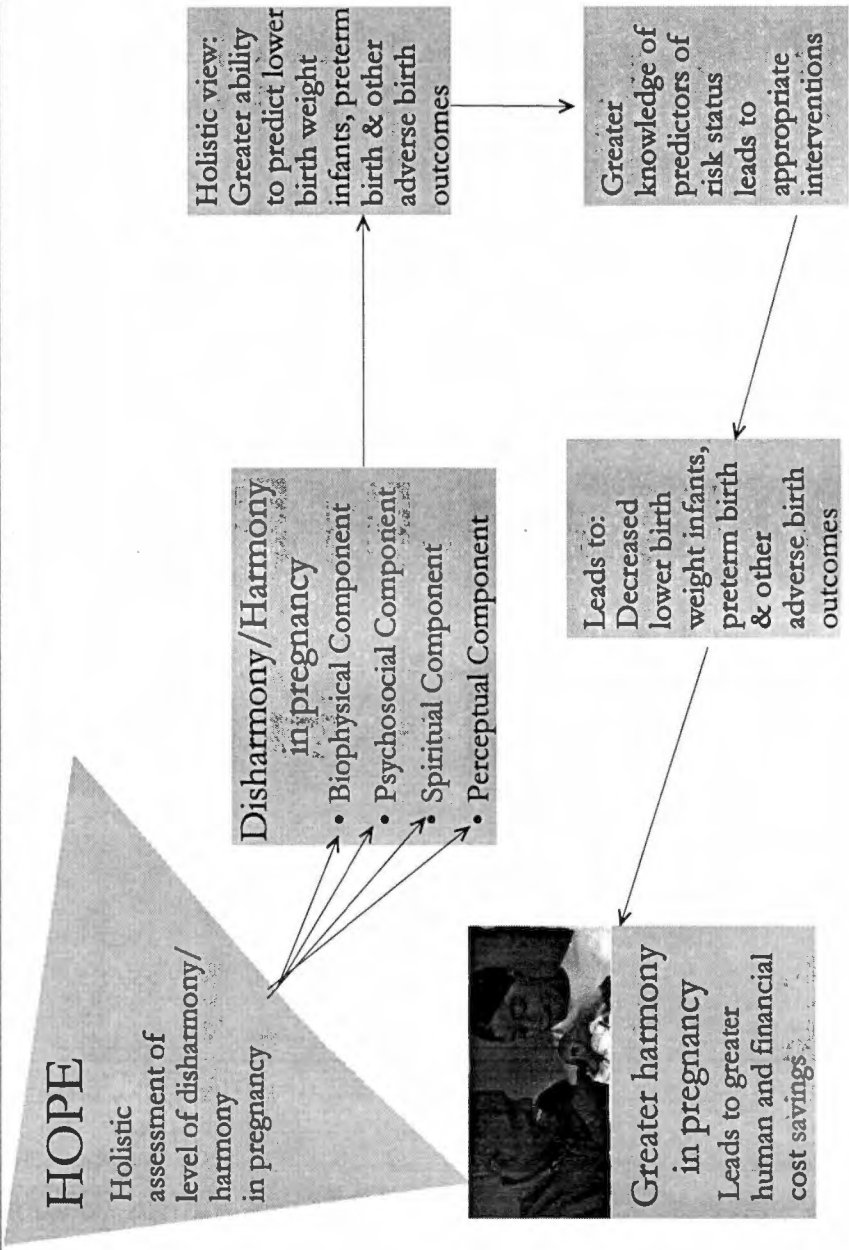 HOPE
Holistic
assessment of
level of disharmony/
harmony
in pregnancy
Disharmony/Harmony
in pregnancy
• Biophysical Component
• Psychosocial Component
• Spiritual Component
• Perceptual Component
Holistic view:
Greater ability
to predict lower
birth weight
infants, preterm
birth & other
adverse birth
outcomes
Greater
knowledge of
predictors of
risk status
leads to
appropriate
interventions
Leads to:
Decreased
lower birth
weight infants,
preterm birth
& other
adverse birth
outcomes
Greater harmony
in pregnancy
Leads to greater
human and financial
cost savings